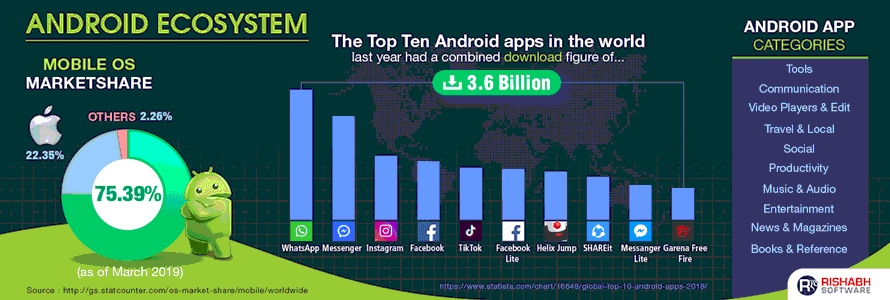 ANDROID ECOSYSTEM
MOBILE OS
MARKETSHARE
OTHERS 2.26%
22.35%
75.39%
(as of March 2019)
Source : http://gs.statcounter.com/os-market-share/mobile/worldwide
The Top Ten Android apps in the world
last year had a combined download figure of...
3.6 Billion
WhatsApp
Messenger
Instagram
Facebook
TikTok
Facebook
Lite
Helix Jump
SHAREit
Messanger
Lite
Garena Free
Fire
https://www.statista.com/chart/16648/global-top-10-android-apps-2018/
ANDROID APP
CATEGORIES
Tools
Communication
Video Players & Edit
Travel & Local
Social
Productivity
Music & Audio
Entertainment
News & Magazines
Books & Reference
RISHABH
SOFTWARE